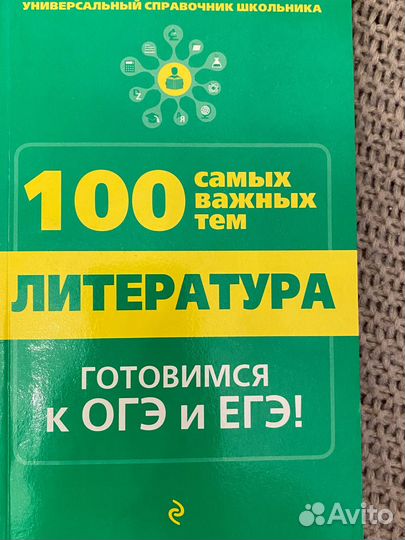 УНИВЕРСАЛЬНЫЙ СПРАВОЧНИК ШКОЛЬНИКА
Z
Я
100 самых
важных
тем
ЛИТЕРАТУРА
ГОТОВИМСЯ
к ОГЭ и ЕГЭ!
Avito